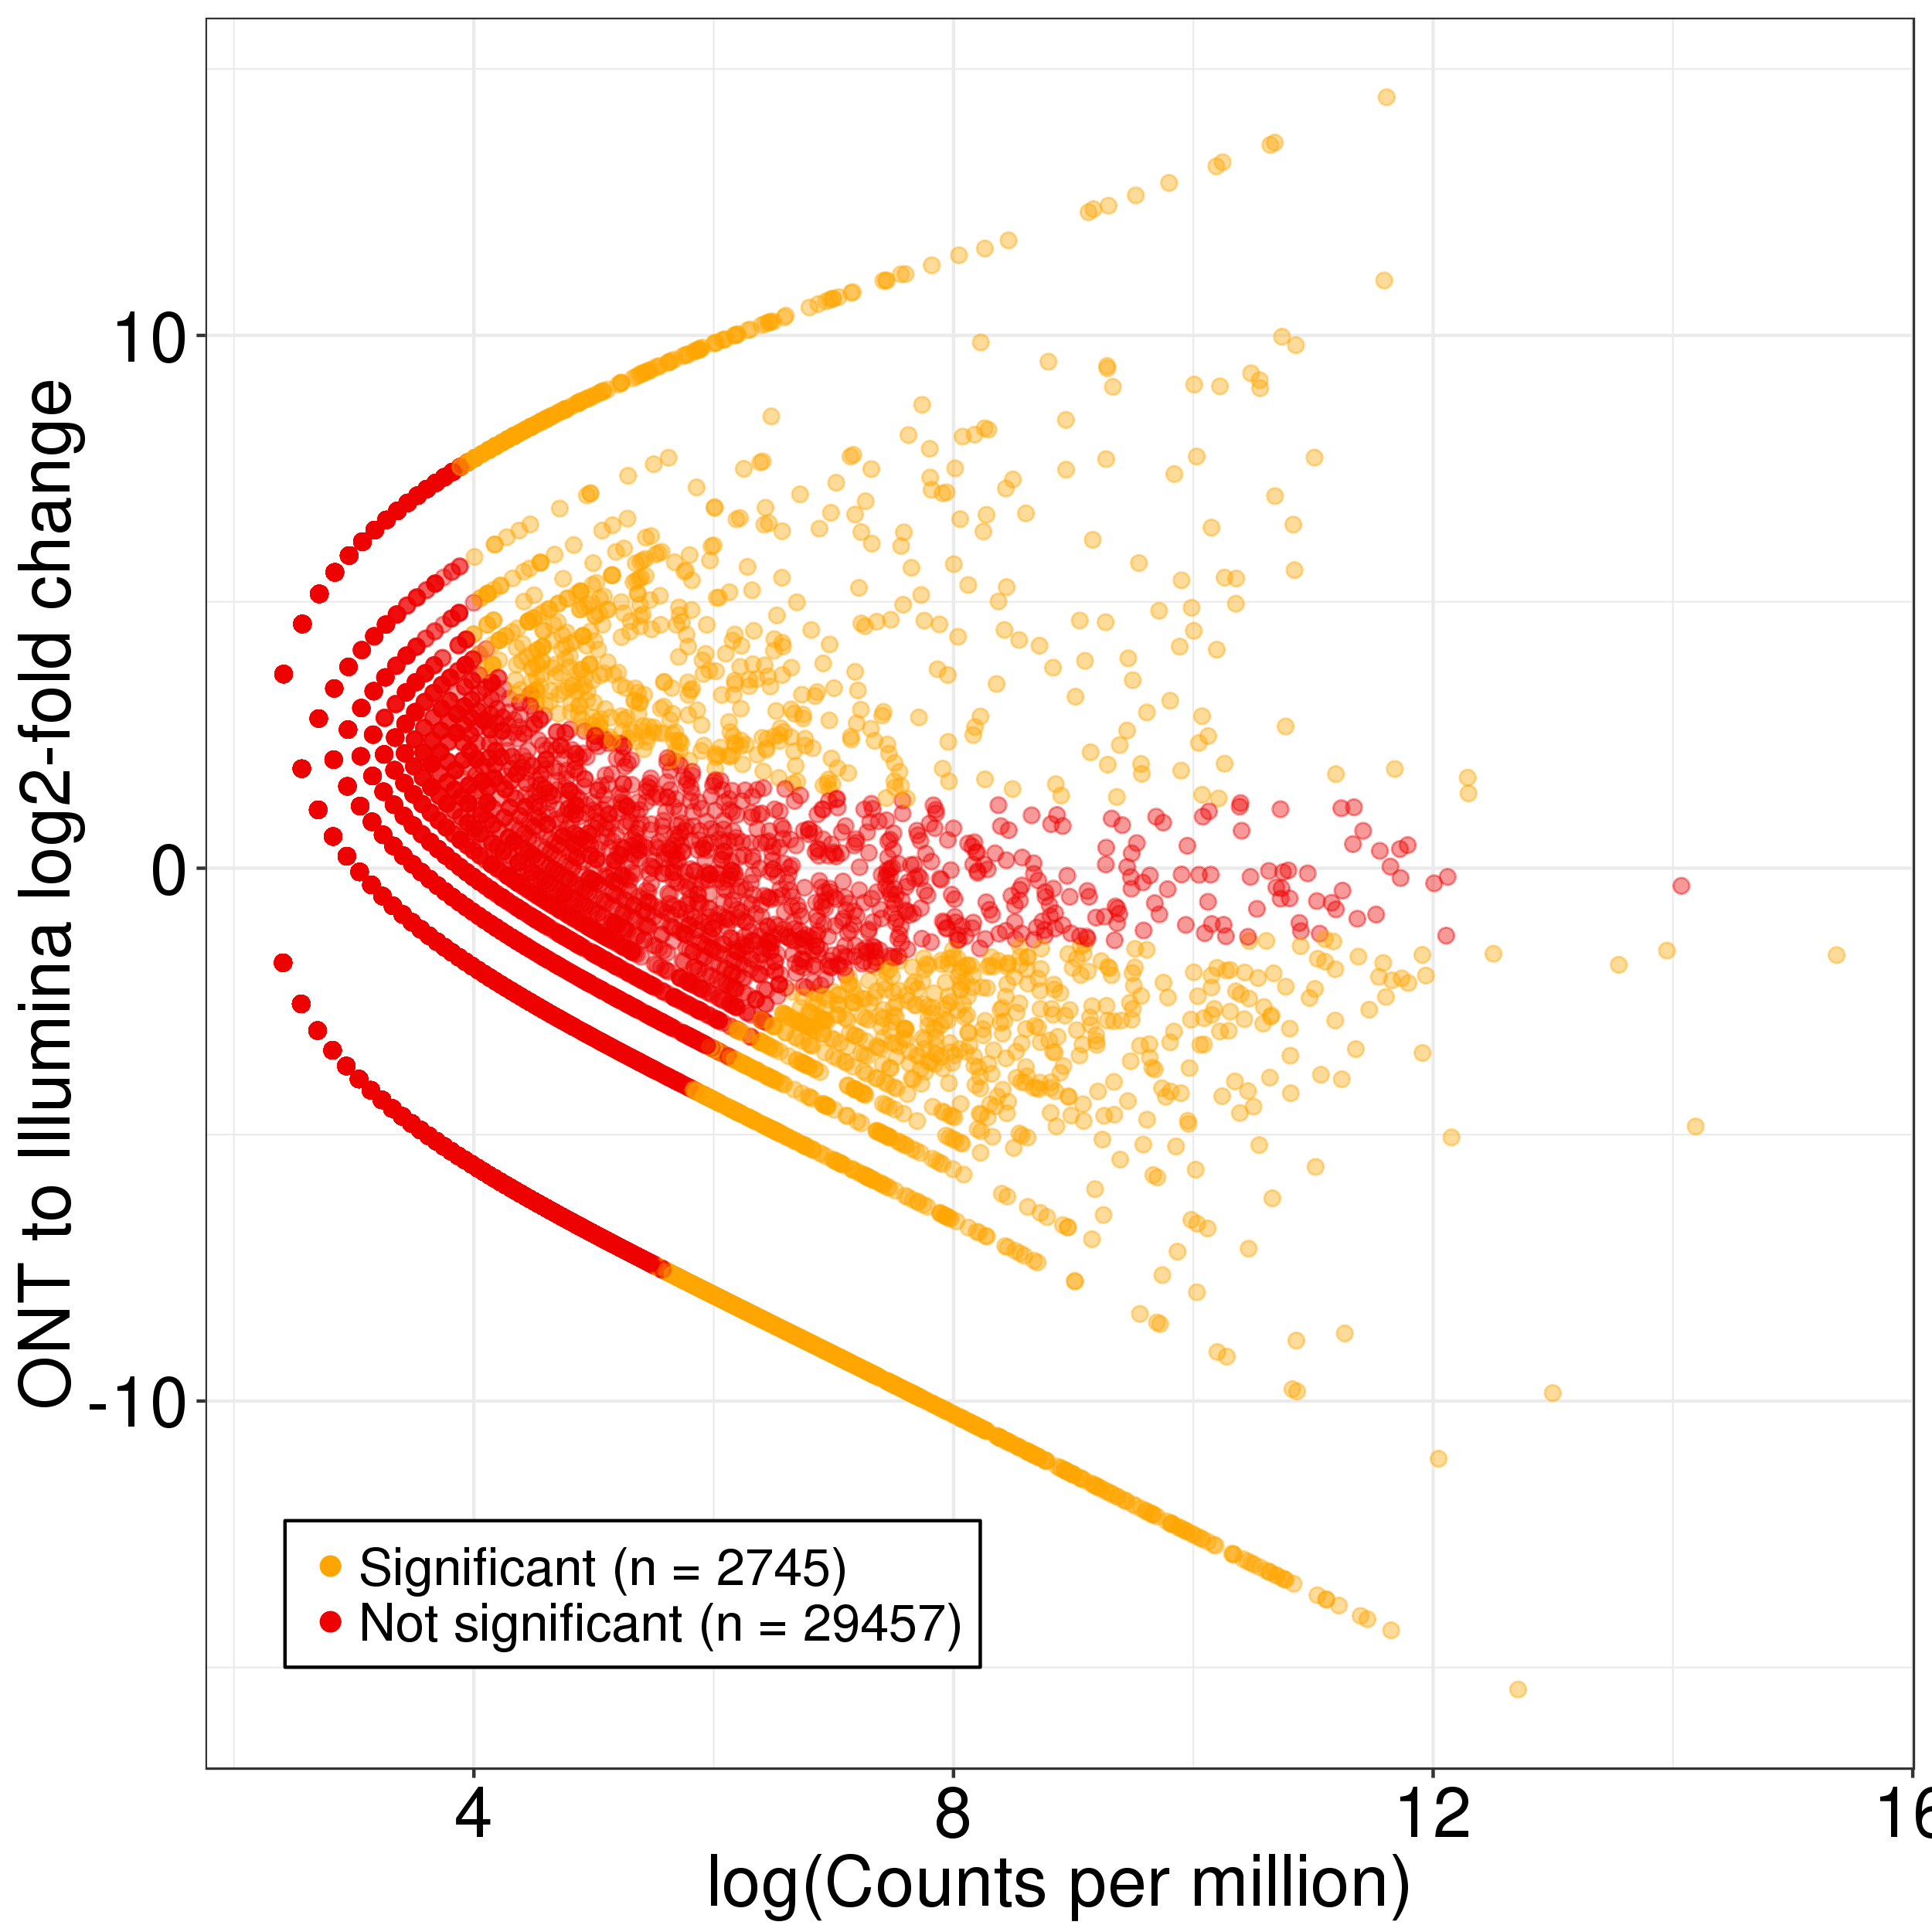 ONT to Illumina log2-fold change
10
0
-10
Significant (n = 2745)
Not significant (n = 29457)
4
8
12
16
log(Counts per million)